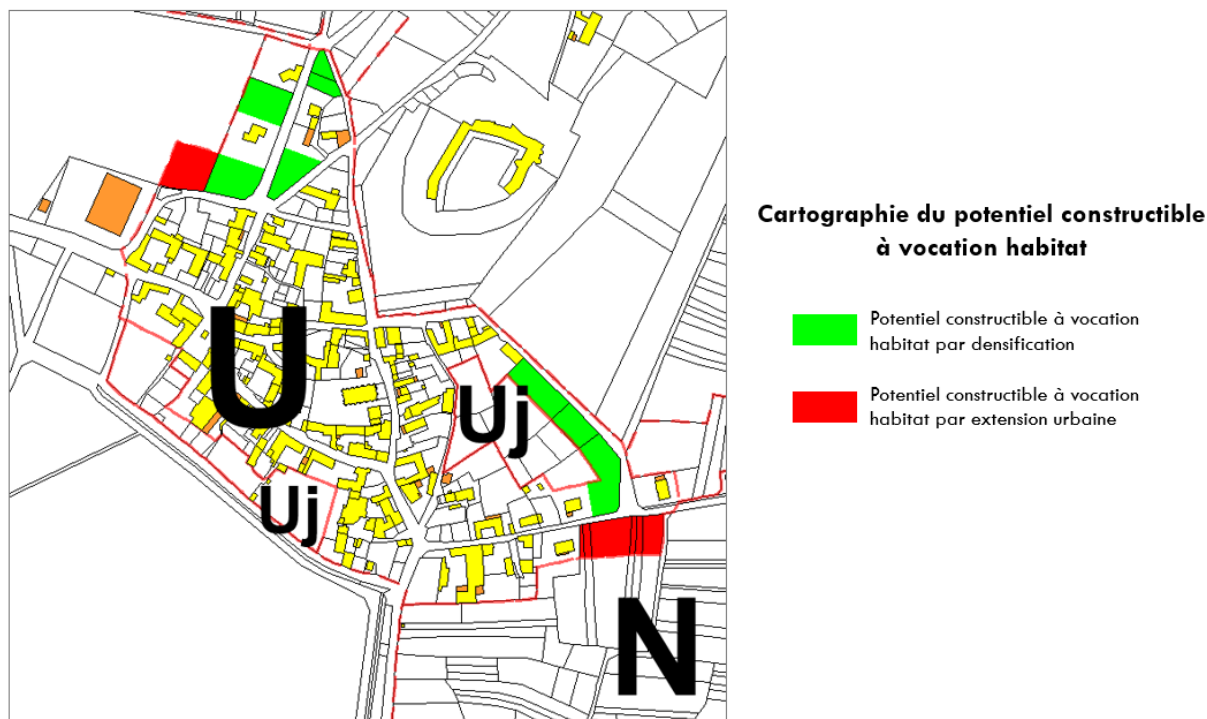 Cartographie du potentiel constructible
à vocation habitat
Potentiel constructible à vocation
habitat par densification
Potentiel constructible à vocation
habitat par extension urbaine
U
Uj
Uj
N